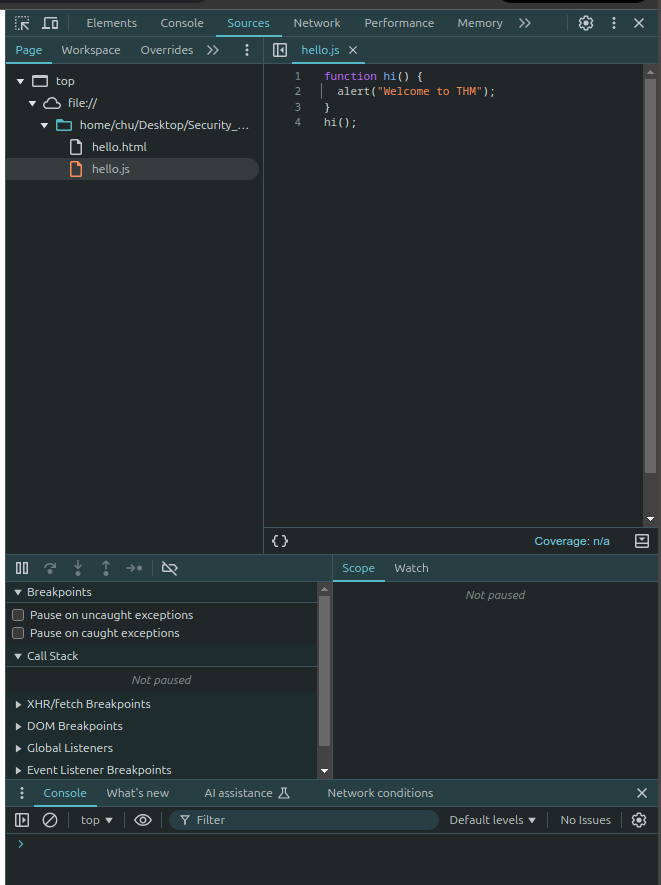 Elements Console Sources Network Performance Memory
Page Workspace Overrides
hello.js
top
file://
home/chu/Desktop/Security_...
hello.html
hello.js
1 function hi() {
2 alert("Welcome to THM");
3 }
4 hi();
{}
Coverage: n/a
Scope Watch
Not paused
Breakpoints
Pause on uncaught exceptions
Pause on caught exceptions
Call Stack
Not paused
XHR/fetch Breakpoints
DOM Breakpoints
Global Listeners
Event Listener Breakpoints
Console What's new AI assistance Network conditions
top Filter Default levels No Issues